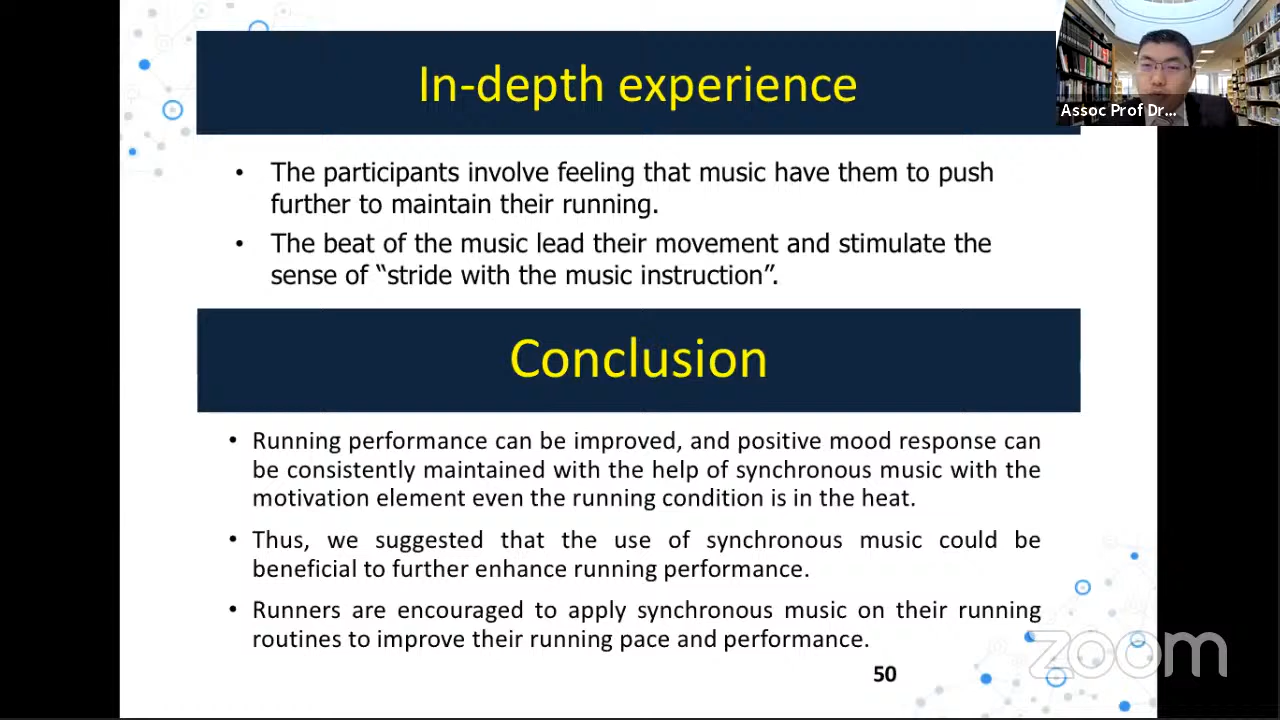 In-depth experience
Assoc Prof Dr...
• The participants involve feeling that music have them to push
further to maintain their running.
• The beat of the music lead their movement and stimulate the
sense of “stride with the music instruction”.
Conclusion
• Running performance can be improved, and positive mood response can
be consistently maintained with the help of synchronous music with the
motivation element even the running condition is in the heat.
• Thus, we suggested that the use of synchronous music could be
beneficial to further enhance running performance.
• Runners are encouraged to apply synchronous music on their running
routines to improve their running pace and performance.
zoom
50